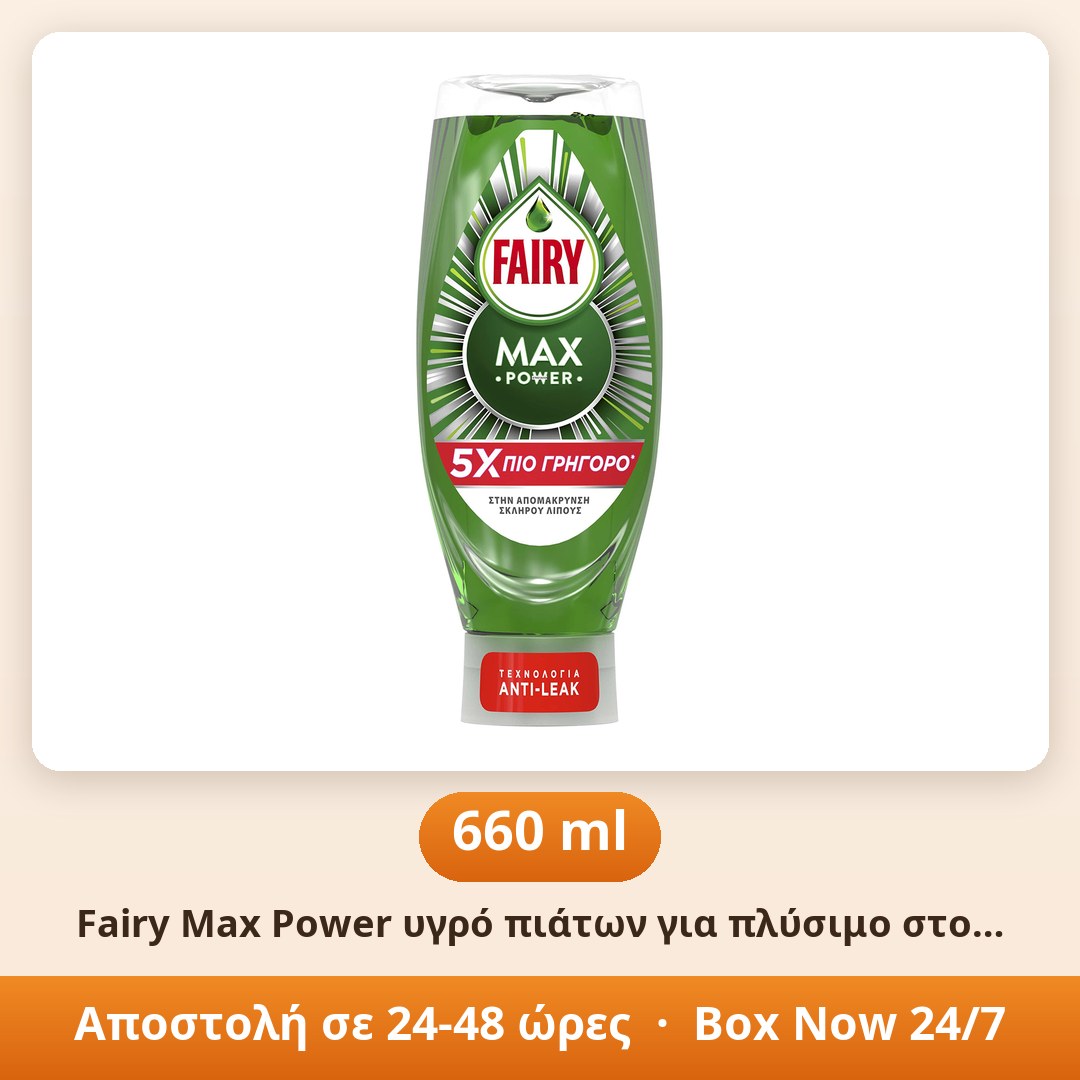 FAIRY
MAX
•POWER•
5X ΠΙΟ ΓΡΗΓΟΡΟ*
ΣΤΗΝ ΑΠΟΜΑΚΡΥΝΣΗ
ΣΚΛΗΡΟΥ ΛΙΠΟΥΣ
ΤΕΧΝΟΛΟΓΙΑ
ANTI-LEAK
660 ml
Fairy Max Power υγρό πιάτων για πλύσιμο στο...
Αποστολή σε 24-48 ώρες · Box Now 24/7